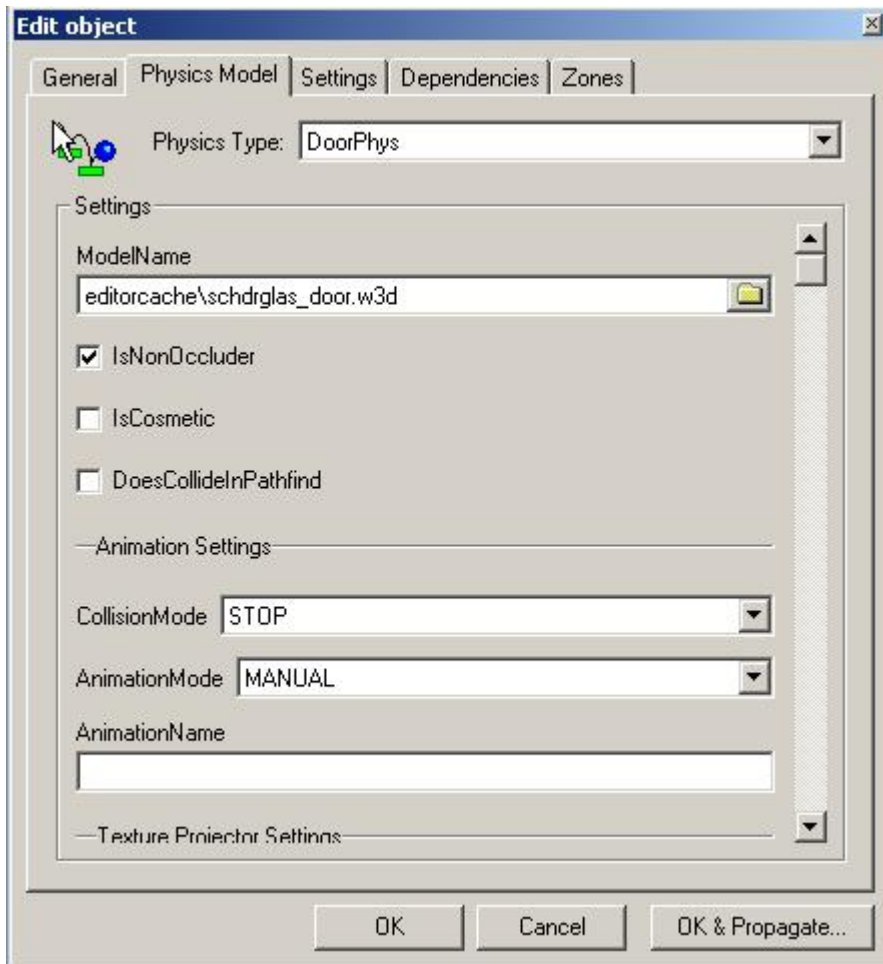 Edit object
General Physics Model Settings Dependencies Zones
Physics Type: DoorPhys
Settings
ModelName
editorcache\schdrglas_door.w3d
IsNonOccluder
IsCosmetic
DoesCollideInPathfind
Animation Settings
CollisionMode STOP
AnimationMode MANUAL
AnimationName
Texture Projector Settings
OK Cancel OK & Propagate...